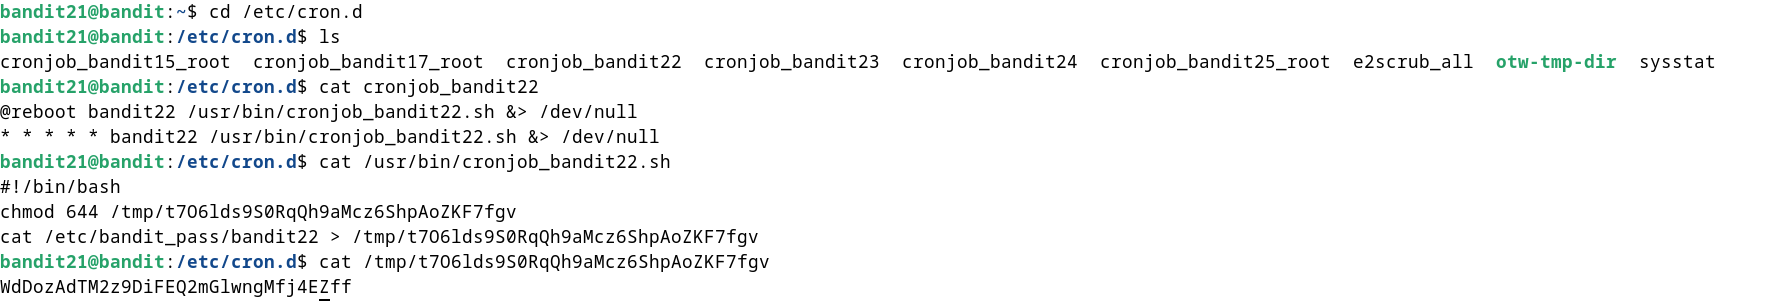 bandit21@bandit:~$ cd /etc/cron.d
bandit21@bandit:/etc/cron.d$ ls
cronjob_bandit15_root  cronjob_bandit17_root  cronjob_bandit22  cronjob_bandit23  cronjob_bandit24  cronjob_bandit25_root  e2scrub_all  otw-tmp-dir  sysstat
bandit21@bandit:/etc/cron.d$ cat cronjob_bandit22
@reboot bandit22 /usr/bin/cronjob_bandit22.sh &> /dev/null
* * * * * bandit22 /usr/bin/cronjob_bandit22.sh &> /dev/null
bandit21@bandit:/etc/cron.d$ cat /usr/bin/cronjob_bandit22.sh
#!/bin/bash
chmod 644 /tmp/t7O6lds9S0RqQh9aMcz6ShpAoZKF7fgv
cat /etc/bandit_pass/bandit22 > /tmp/t7O6lds9S0RqQh9aMcz6ShpAoZKF7fgv
bandit21@bandit:/etc/cron.d$ cat /tmp/t7O6lds9S0RqQh9aMcz6ShpAoZKF7fgv
WdDozAdTM2z9DiFEQ2mGlwngMfj4EZff